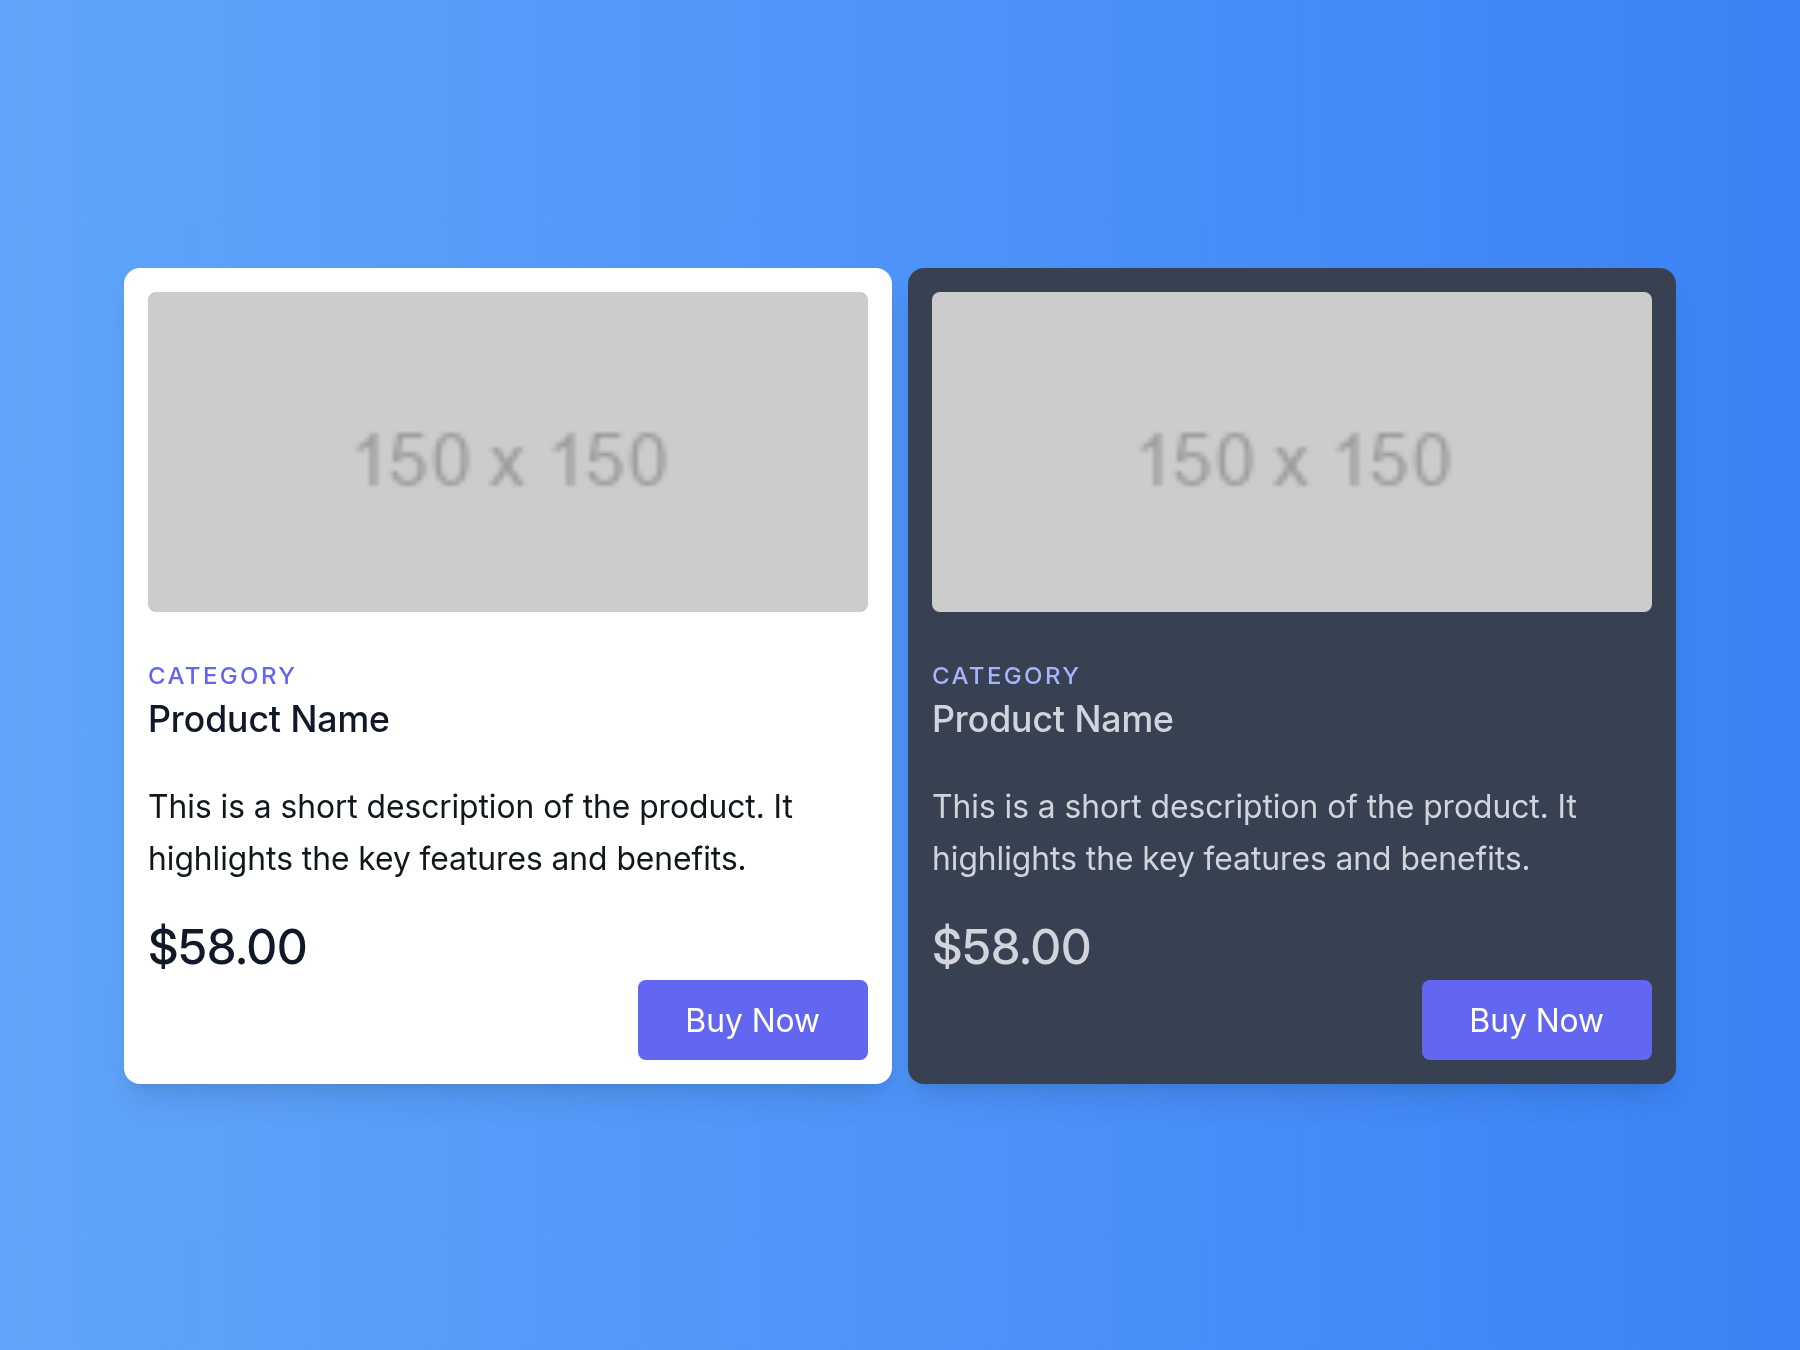 150 x 150
CATEGORY
Product Name
This is a short description of the product. It
highlights the key features and benefits.
$58.00
Buy Now
150 x 150
CATEGORY
Product Name
This is a short description of the product. It
highlights the key features and benefits.
$58.00
Buy Now